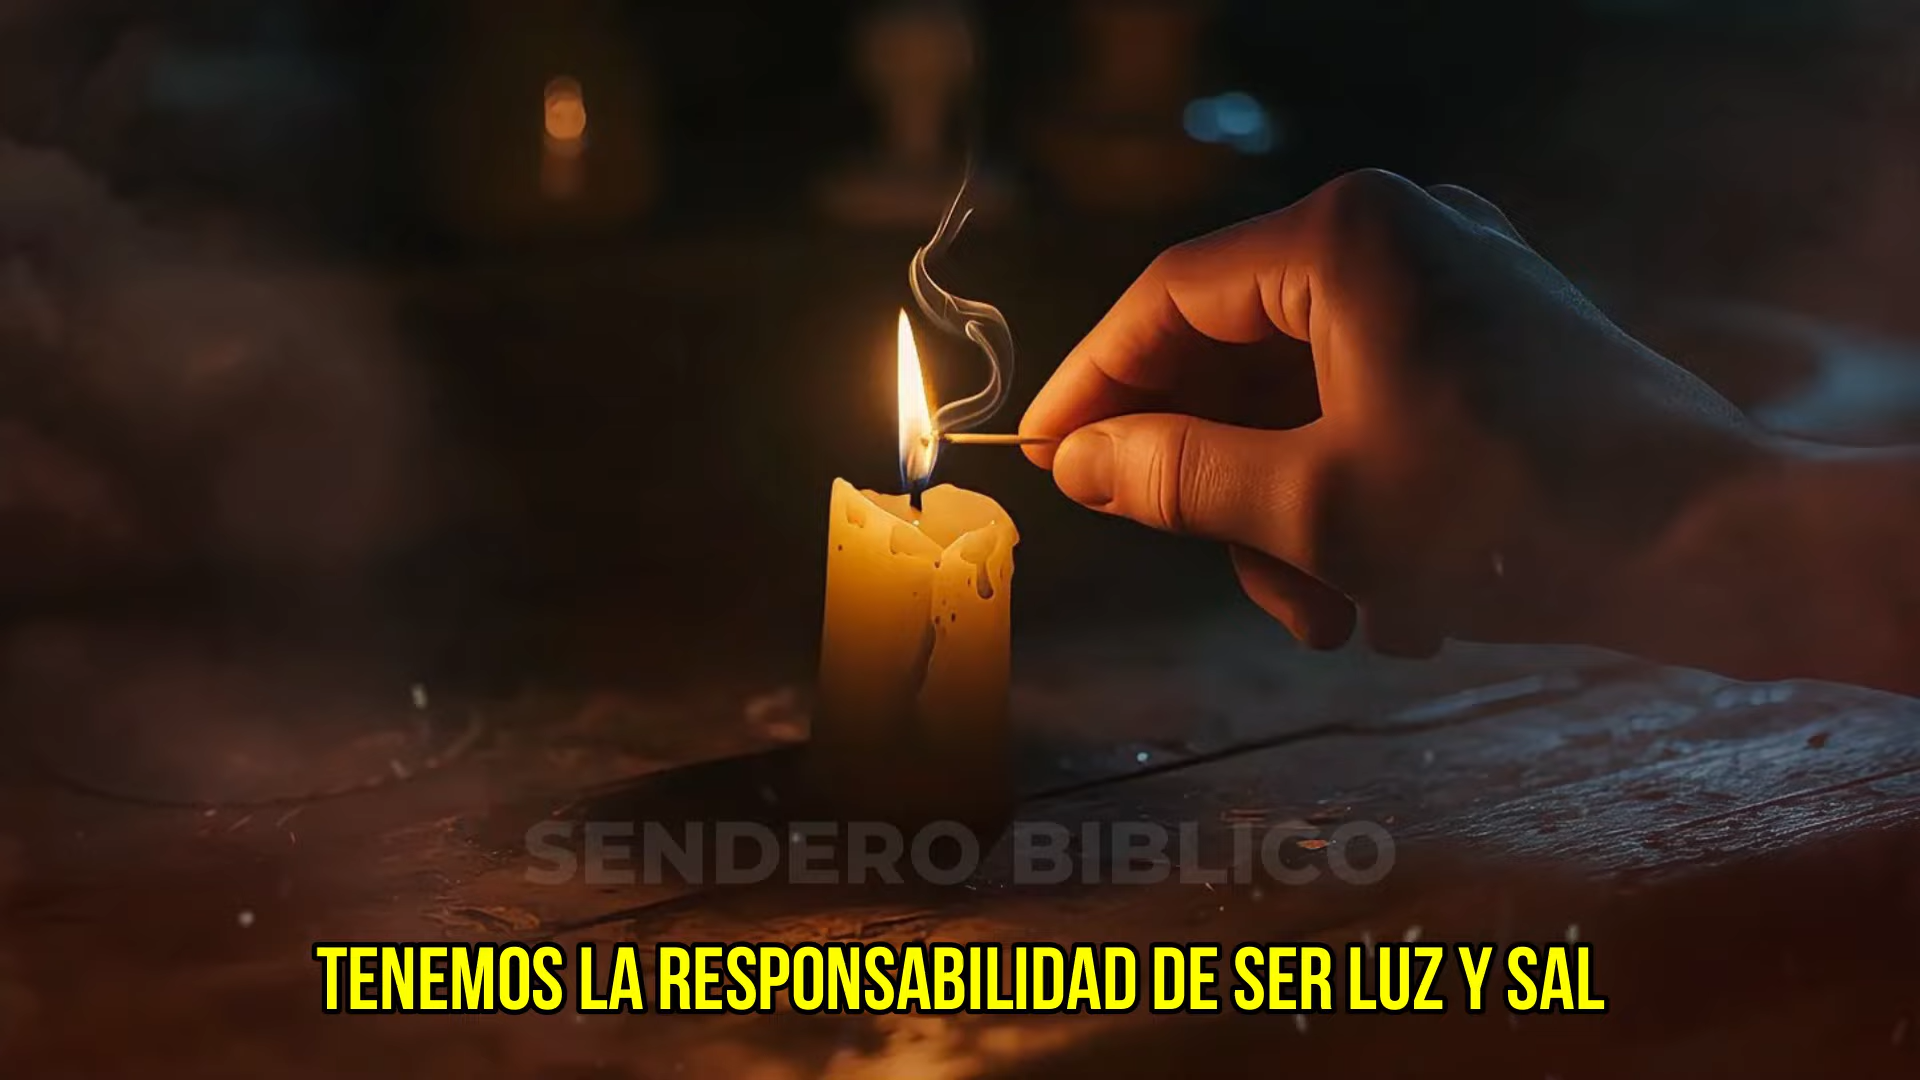 SENDERO BIBLICO
TENEMOS LA RESPONSABILIDAD DE SER LUZ Y SAL